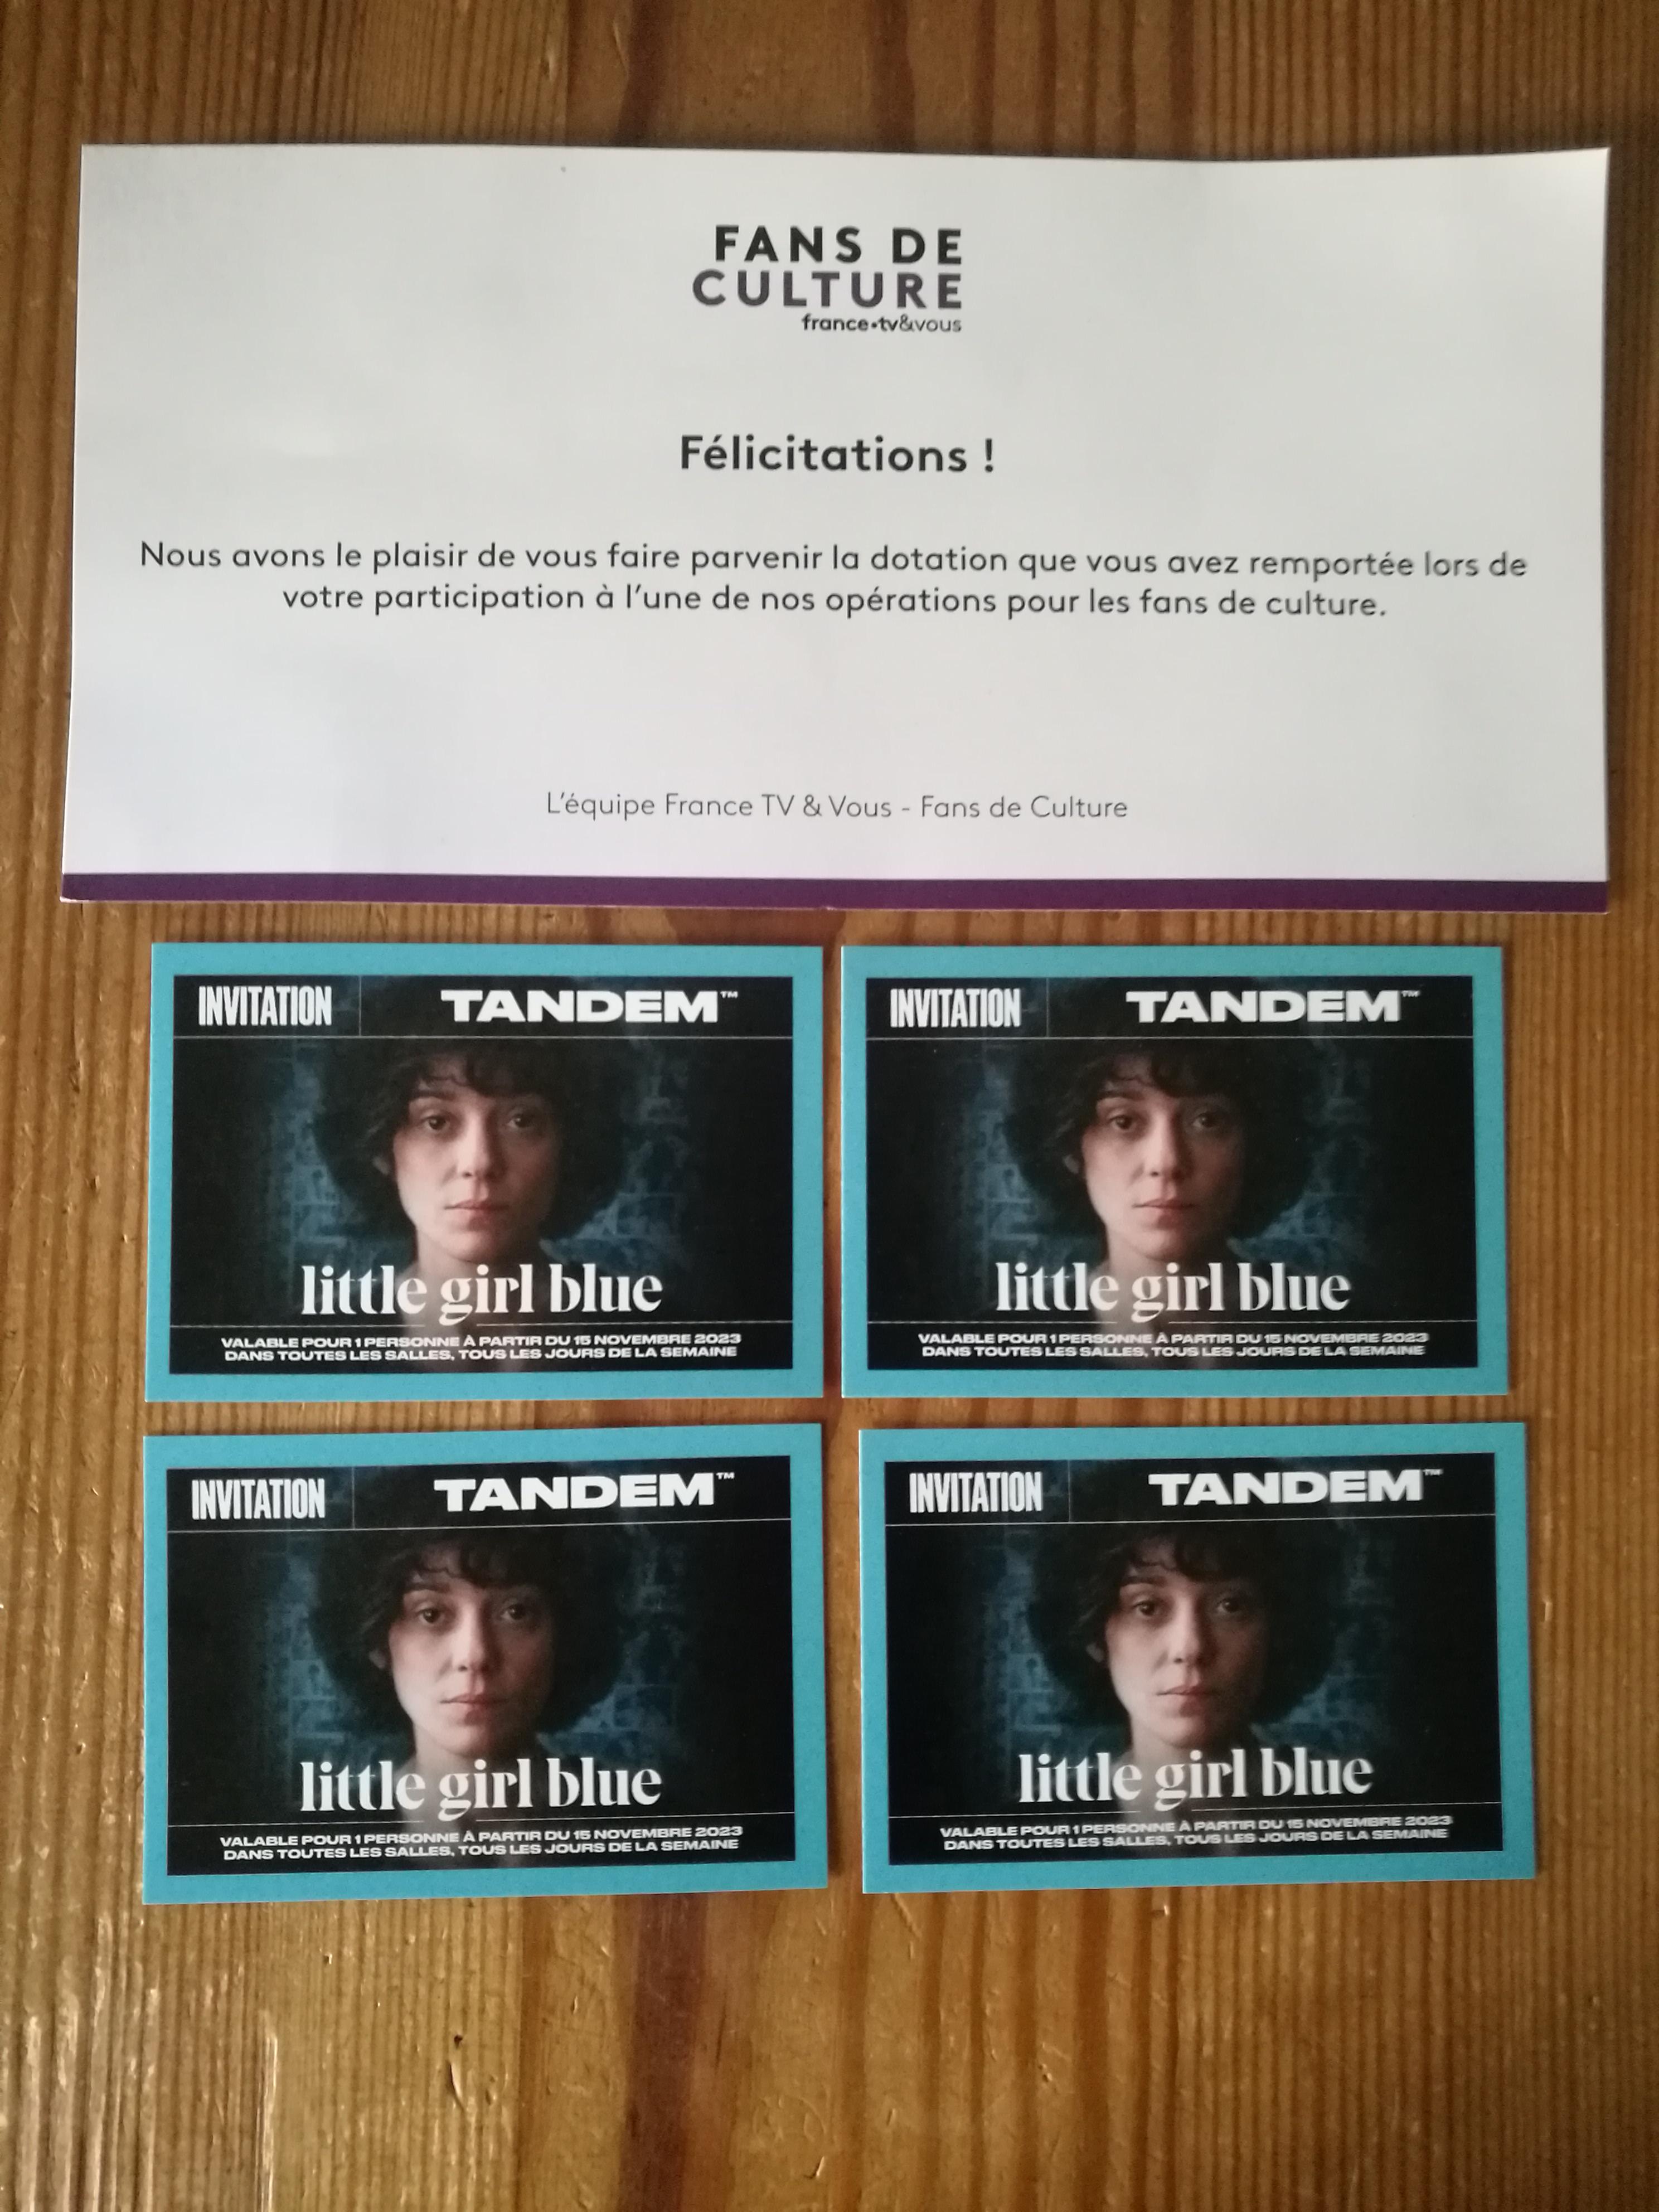 FANS DE
CULTURE
france•tv&vous
Félicitations !
Nous avons le plaisir de vous faire parvenir la dotation que vous avez remportée lors de
votre participation à l'une de nos opérations pour les fans de culture.
L'équipe France TV & Vous - Fans de Culture
INVITATION
TANDEM™
little girl blue
VALABLE POUR 1 PERSONNE À PARTIR DU 15 NOVEMBRE 2023
DANS TOUTES LES SALLES, TOUS LES JOURS DE LA SEMAINE
INVITATION
TANDEM™
little girl blue
VALABLE POUR 1 PERSONNE À PARTIR DU 15 NOVEMBRE 2023
DANS TOUTES LES SALLES, TOUS LES JOURS DE LA SEMAINE
INVITATION
TANDEM™
little girl blue
VALABLE POUR 1 PERSONNE À PARTIR DU 15 NOVEMBRE 2023
DANS TOUTES LES SALLES, TOUS LES JOURS DE LA SEMAINE
INVITATION
TANDEM™
little girl blue
VALABLE POUR 1 PERSONNE À PARTIR DU 15 NOVEMBRE 2023
DANS TOUTES LES SALLES, TOUS LES JOURS DE LA SEMAINE